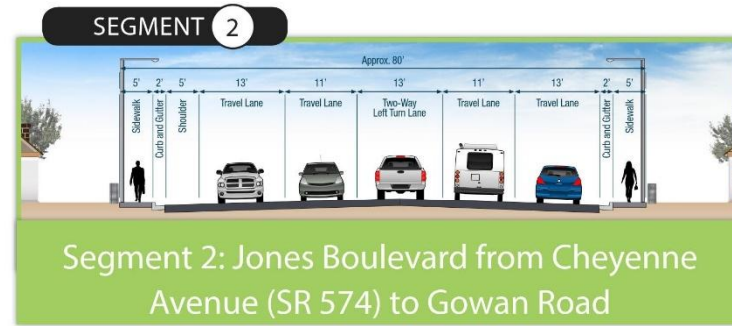 SEGMENT 2
Approx. 80'
5' 2' 5' 13' 11' 13' 11' 13' 2' 5'
Sidewalk
Curb and Gutter
Shoulder
Travel Lane
Travel Lane
Two-Way
Left Turn Lane
Travel Lane
Travel Lane
Curb and Gutter
Sidewalk
Segment 2: Jones Boulevard from Cheyenne
Avenue (SR 574) to Gowan Road